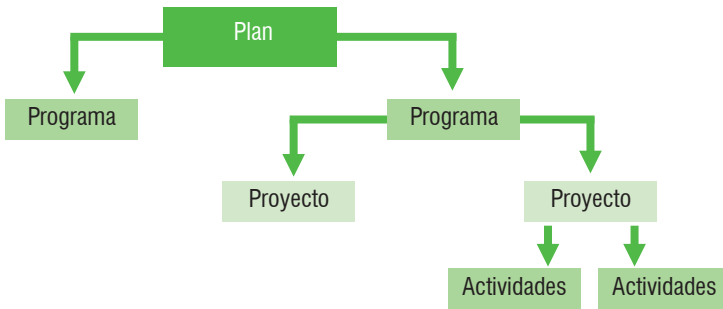 Plan
Programa
Programa
Proyecto
Proyecto
Actividades
Actividades